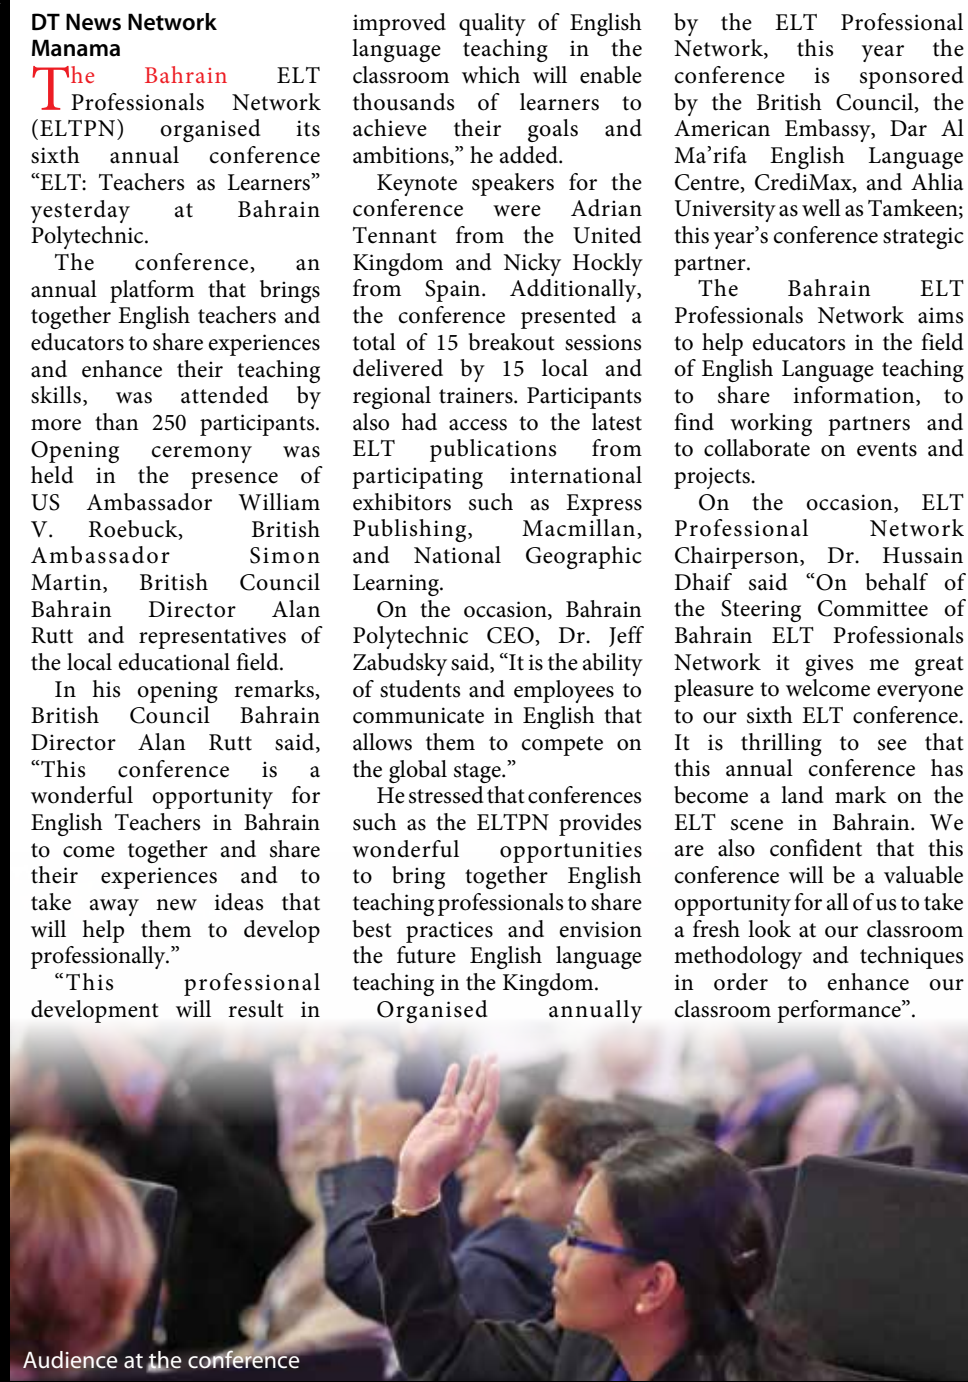 DT News Network
Manama
The Bahrain ELT
Professionals Network
(ELTPN) organised its
sixth annual conference
“ELT: Teachers as Learners”
yesterday at Bahrain
Polytechnic.
The conference, an
annual platform that brings
together English teachers and
educators to share experiences
and enhance their teaching
skills, was attended by
more than 250 participants.
Opening ceremony was
held in the presence of
US Ambassador William
V. Roebuck, British
Ambassador Simon
Martin, British Council
Bahrain Director Alan
Rutt and representatives of
the local educational field.
In his opening remarks,
British Council Bahrain
Director Alan Rutt said,
“This conference is a
wonderful opportunity for
English Teachers in Bahrain
to come together and share
their experiences and to
take away new ideas that
will help them to develop
professionally.”
“This professional
development will result in
improved quality of English
language teaching in the
classroom which will enable
thousands of learners to
achieve their goals and
ambitions,” he added.
Keynote speakers for the
conference were Adrian
Tennant from the United
Kingdom and Nicky Hockly
from Spain. Additionally,
the conference presented a
total of 15 breakout sessions
delivered by 15 local and
regional trainers. Participants
also had access to the latest
ELT publications from
participating international
exhibitors such as Express
Publishing, Macmillan,
and National Geographic
Learning.
On the occasion, Bahrain
Polytechnic CEO, Dr. Jeff
Zabudsky said, “It is the ability
of students and employees to
communicate in English that
allows them to compete on
the global stage.”
He stressed that conferences
such as the ELTPN provides
wonderful opportunities
to bring together English
teaching professionals to share
best practices and envision
the future English language
teaching in the Kingdom.
Organised annually
by the ELT Professional
Network, this year the
conference is sponsored
by the British Council, the
American Embassy, Dar Al
Ma’rifa English Language
Centre, CrediMax, and Ahlia
University as well as Tamkeen;
this year’s conference strategic
partner.
The Bahrain ELT
Professionals Network aims
to help educators in the field
of English Language teaching
to share information, to
find working partners and
to collaborate on events and
projects.
On the occasion, ELT
Professional Network
Chairperson, Dr. Hussain
Dhaif said “On behalf of
the Steering Committee of
Bahrain ELT Professionals
Network it gives me great
pleasure to welcome everyone
to our sixth ELT conference.
It is thrilling to see that
this annual conference has
become a land mark on the
ELT scene in Bahrain. We
are also confident that this
conference will be a valuable
opportunity for all of us to take
a fresh look at our classroom
methodology and techniques
in order to enhance our
classroom performance”.
Audience at the conference